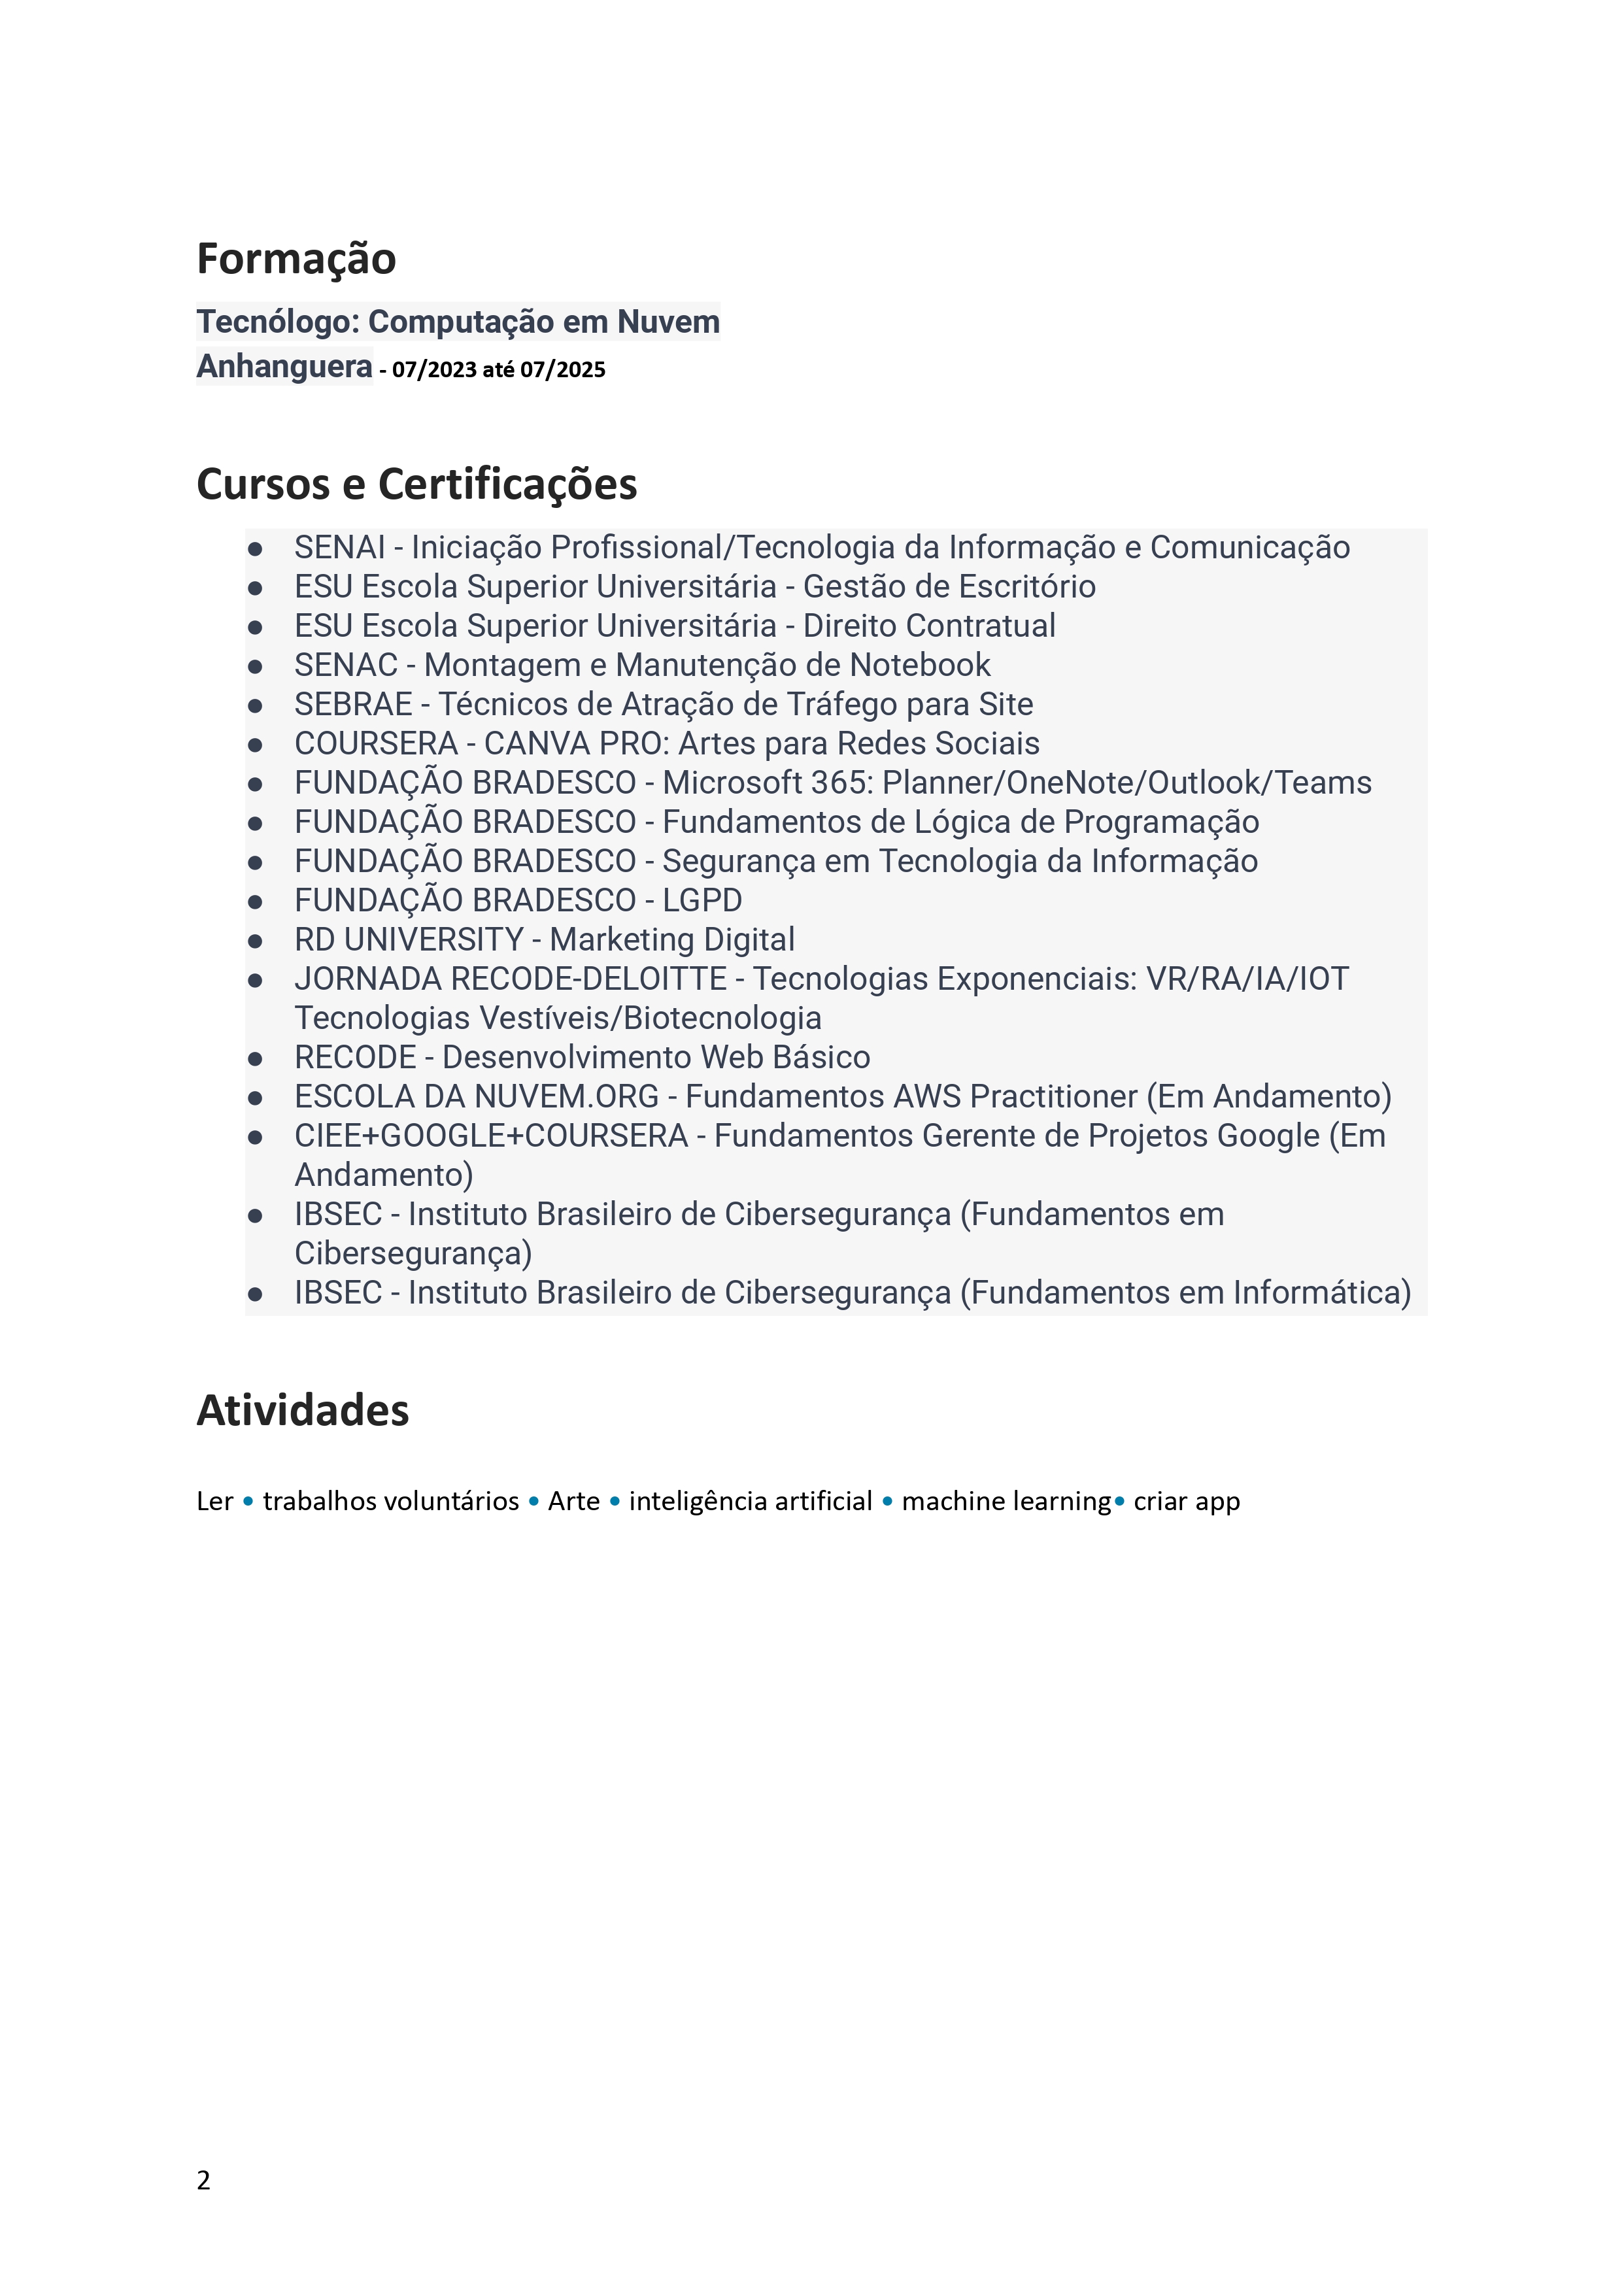 Formação
Tecnólogo: Computação em Nuvem
Anhanguera - 07/2023 até 07/2025
Cursos e Certificações
● SENAI - Iniciação Profissional/Tecnologia da Informação e Comunicação
● ESU Escola Superior Universitária - Gestão de Escritório
● ESU Escola Superior Universitária - Direito Contratual
● SENAC - Montagem e Manutenção de Notebook
● SEBRAE - Técnicos de Atração de Tráfego para Site
● COURSERA - CANVA PRO: Artes para Redes Sociais
● FUNDAÇÃO BRADESCO - Microsoft 365: Planner/OneNote/Outlook/Teams
● FUNDAÇÃO BRADESCO - Fundamentos de Lógica de Programação
● FUNDAÇÃO BRADESCO - Segurança em Tecnologia da Informação
● FUNDAÇÃO BRADESCO - LGPD
● RD UNIVERSITY - Marketing Digital
● JORNADA RECODE-DELOITTE - Tecnologias Exponenciais: VR/RA/IA/IOT
Tecnologias Vestíveis/Biotecnologia
● RECODE - Desenvolvimento Web Básico
● ESCOLA DA NUVEM.ORG - Fundamentos AWS Practitioner (Em Andamento)
● CIEE+GOOGLE+COURSERA - Fundamentos Gerente de Projetos Google (Em
Andamento)
● IBSEC - Instituto Brasileiro de Cibersegurança (Fundamentos em
Cibersegurança)
● IBSEC - Instituto Brasileiro de Cibersegurança (Fundamentos em Informática)
Atividades
Ler • trabalhos voluntários • Arte • inteligência artificial • machine learning• criar app
2